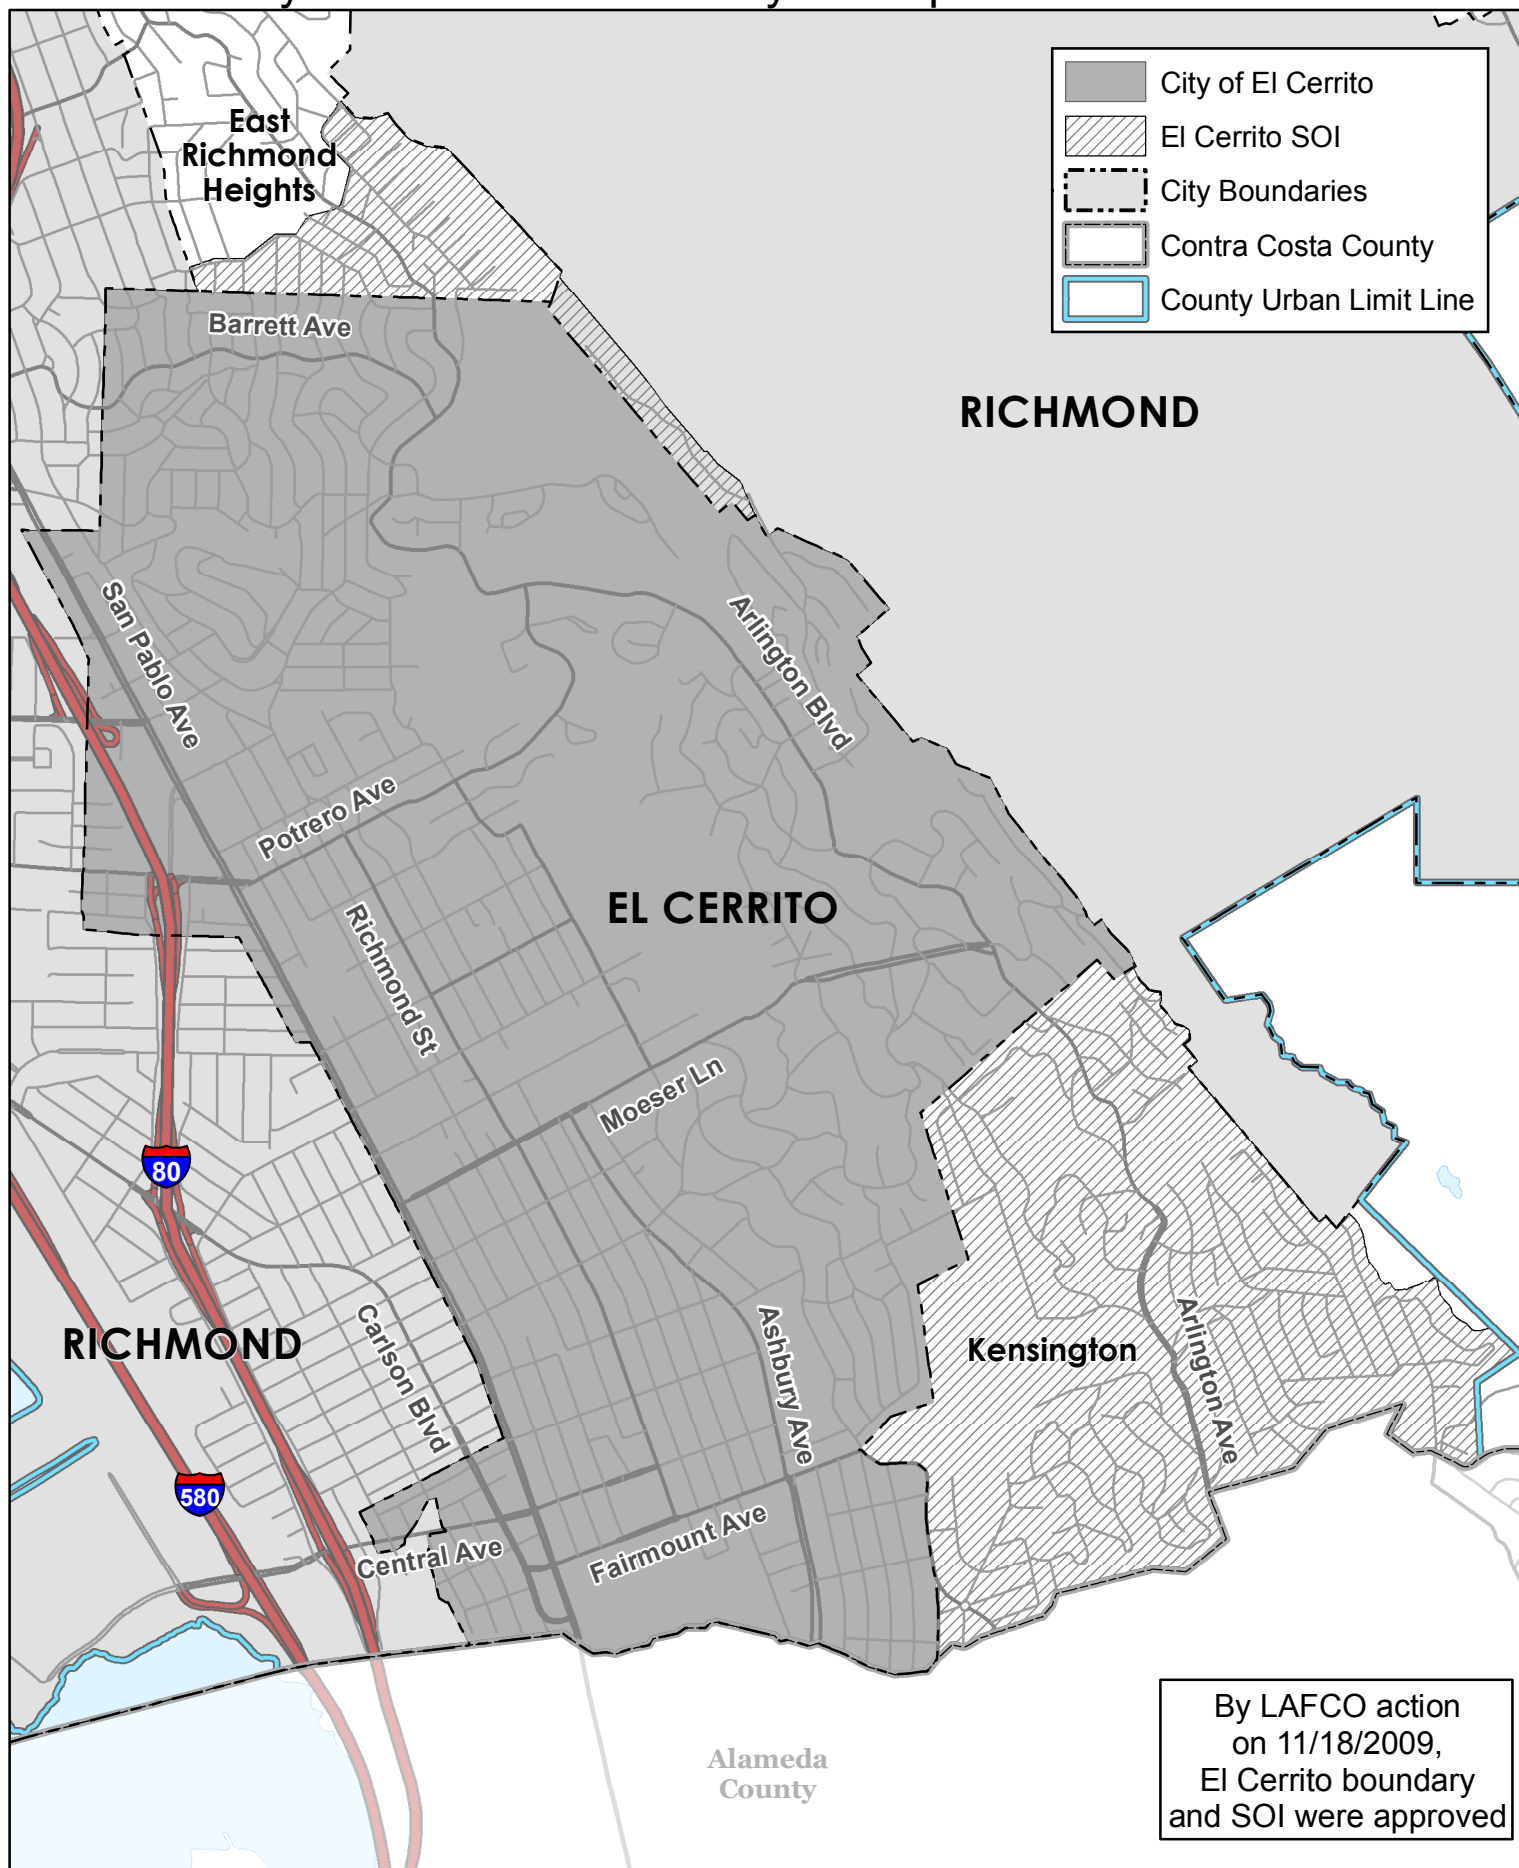 East
Richmond
Heights
City of El Cerrito
El Cerrito SOI
City Boundaries
Contra Costa County
County Urban Limit Line
Barrett Ave
RICHMOND
San Pablo Ave
Arlington Blvd
Potrero Ave
EL CERRITO
Richmond St
Moeser Ln
80
RICHMOND
Carlson Blvd
Ashbury Ave
Kensington
Arlington Ave
580
Central Ave
Fairmount Ave
Alameda
County
By LAFCO action
on 11/18/2009,
El Cerrito boundary
and SOI were approved